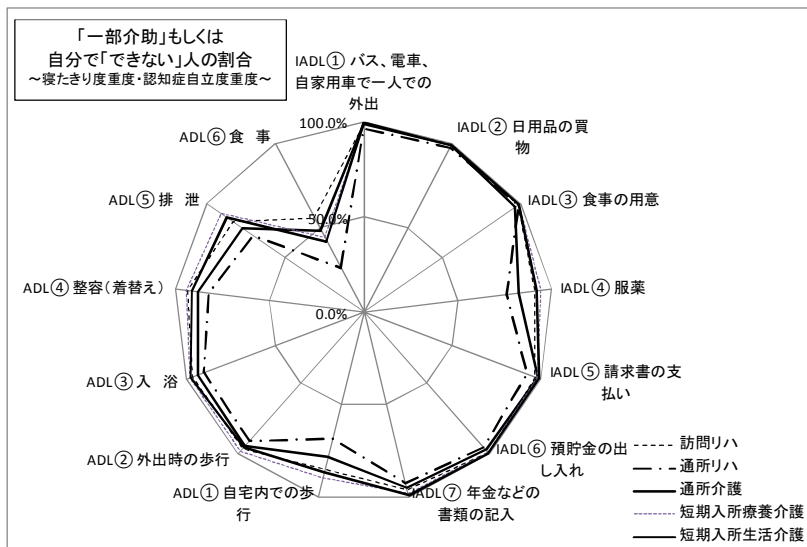 「一部介助」もしくは
自分で「できない」人の割合
～寝たきり度重度・認知症自立度重度～
IADL① バス、電車、
自家用車で一人での
外出
IADL② 日用品の買
物
IADL③ 食事の用意
IADL④ 服薬
IADL⑤ 請求書の支
払い
IADL⑥ 預貯金の出
し入れ
IADL⑦ 年金などの
書類の記入
ADL① 自宅内での歩
行
ADL② 外出時の歩行
ADL③ 入　浴
ADL④ 整容（着替え）
ADL⑤ 排　泄
ADL⑥ 食　事
100.0%
50.0%
0.0%
訪問リハ
通所リハ
通所介護
短期入所療養介護
短期入所生活介護